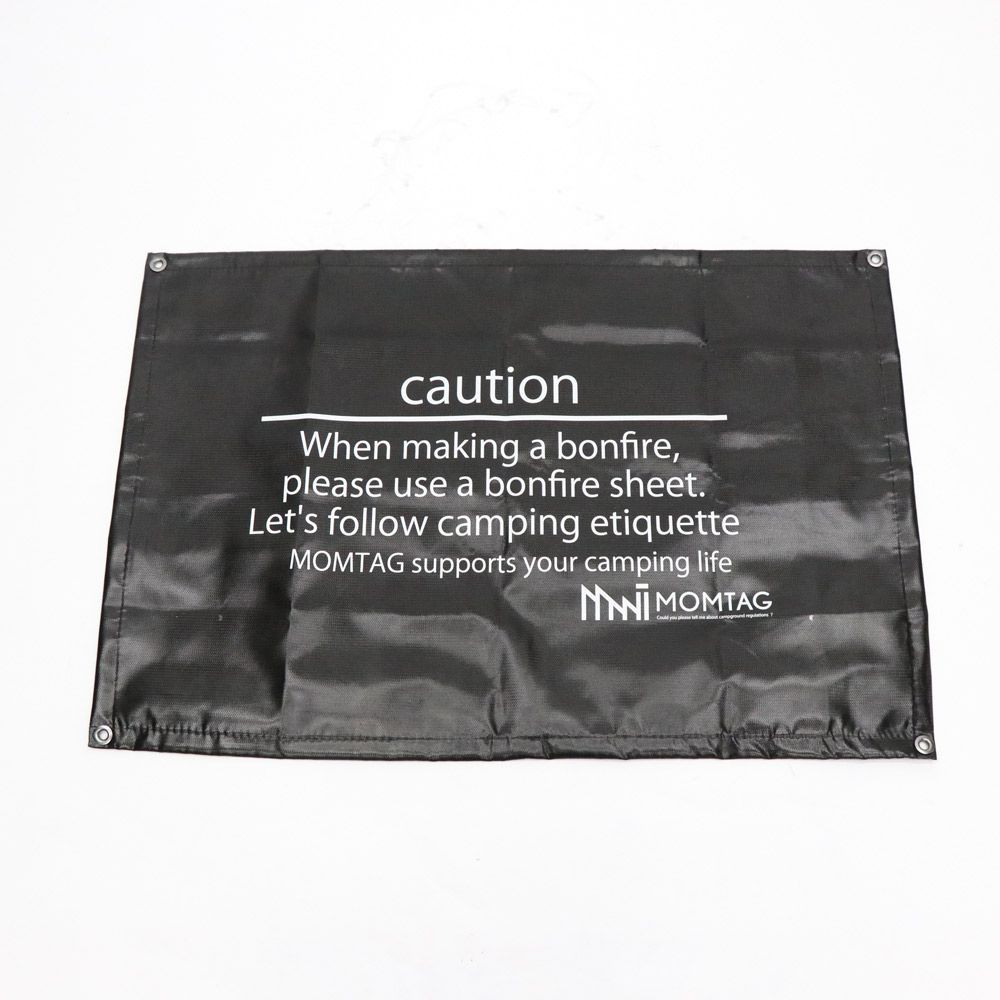 caution
When making a bonfire,
please use a bonfire sheet.
Let's follow camping etiquette
MOMTAG supports your camping life
MOMTAG
Could you please tell me about campground regulations ?